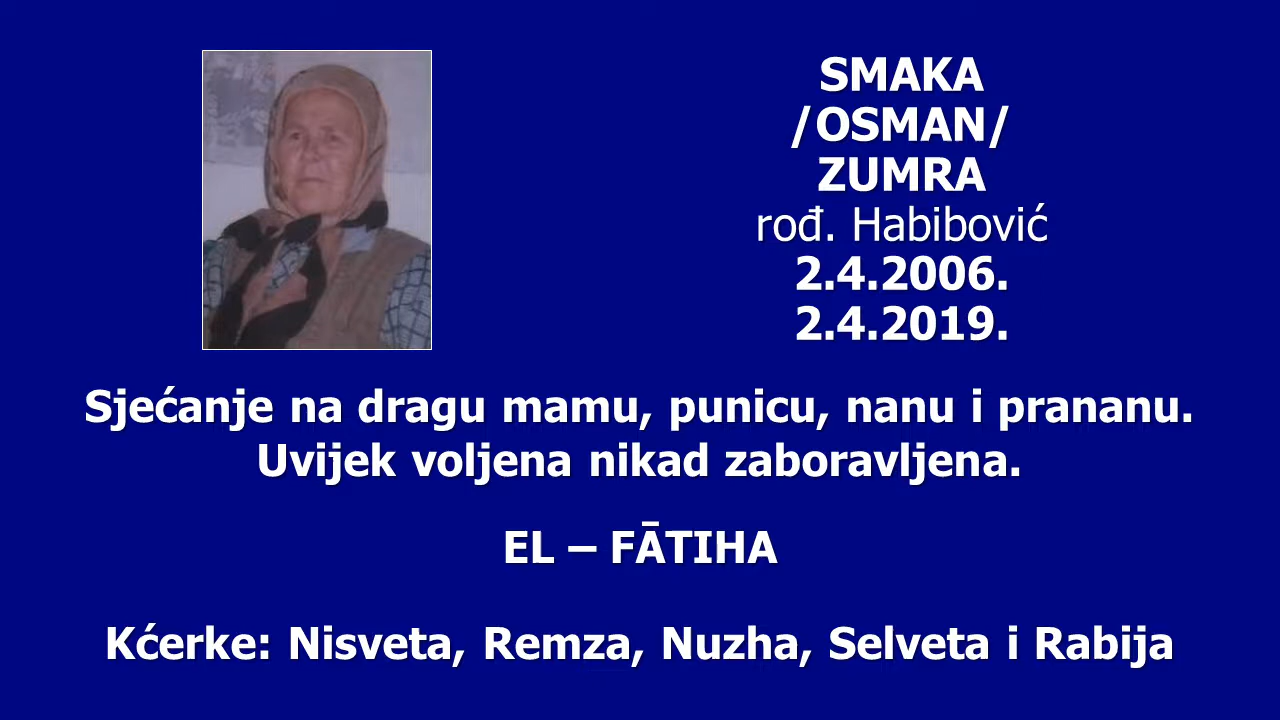 SMAKA
/OSMAN/
ZUMRA
rođ. Habibović
2.4.2006.
2.4.2019.
Sjećanje na dragu mamu, punicu, nanu i prananu.
Uvijek voljena nikad zaboravljena.
EL – FĀTIHA
Kćerke: Nisveta, Remza, Nuzha, Selveta i Rabija